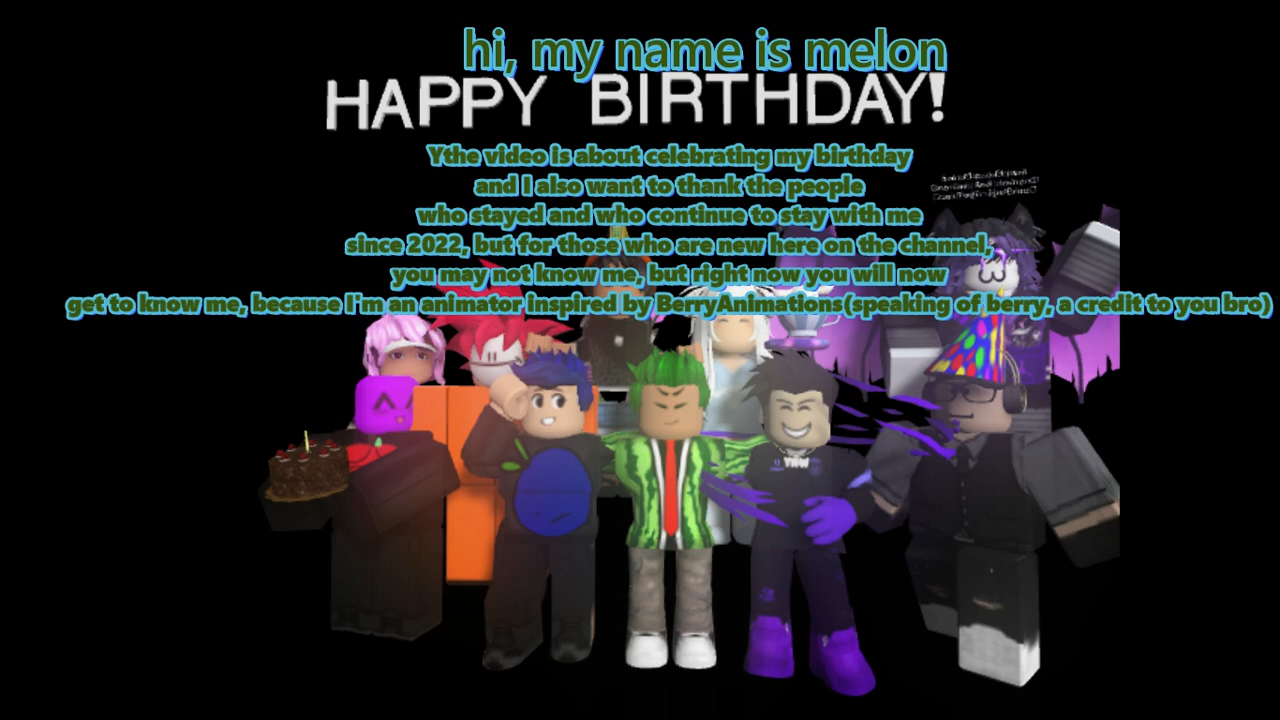 hi, my name is melon
HAPPY BIRTHDAY!
Ythe video is about celebrating my birthday
and I also want to thank the people
who stayed and who continue to stay with me
since 2022, but for those who are new here on the channel,
you may not know me, but right now you will now
get to know me, because I'm an animator inspired by BerryAnimations(speaking of berry, a credit to you bro)
YHW